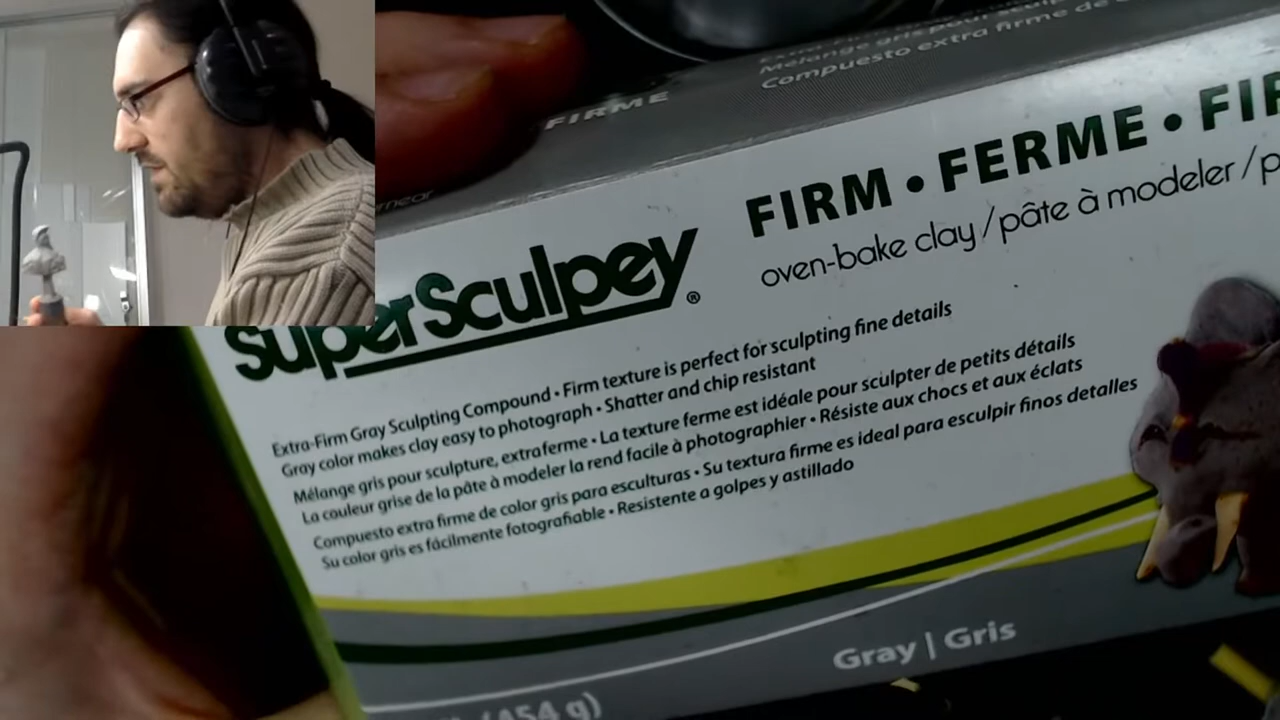 Mélange gris pour sculp
Compuesto extra firme de
FIRME
SuperSculpey®
FIRM • FERME • FIR
oven-bake clay / pâte à modeler / p
Extra-Firm Gray Sculpting Compound • Firm texture is perfect for sculpting fine details
Gray color makes clay easy to photograph • Shatter and chip resistant
Mélange gris pour sculpture, extraferme • La texture ferme est idéale pour sculpter de petits détails
La couleur grise de la pâte à modeler la rend facile à photographier • Résiste aux chocs et aux éclats
Compuesto extra firme de color gris para esculturas • Su textura firme es ideal para esculpir finos detalles
Su color gris es fácilmente fotografiable • Resistente a golpes y astillado
Gray | Gris
(454 g)